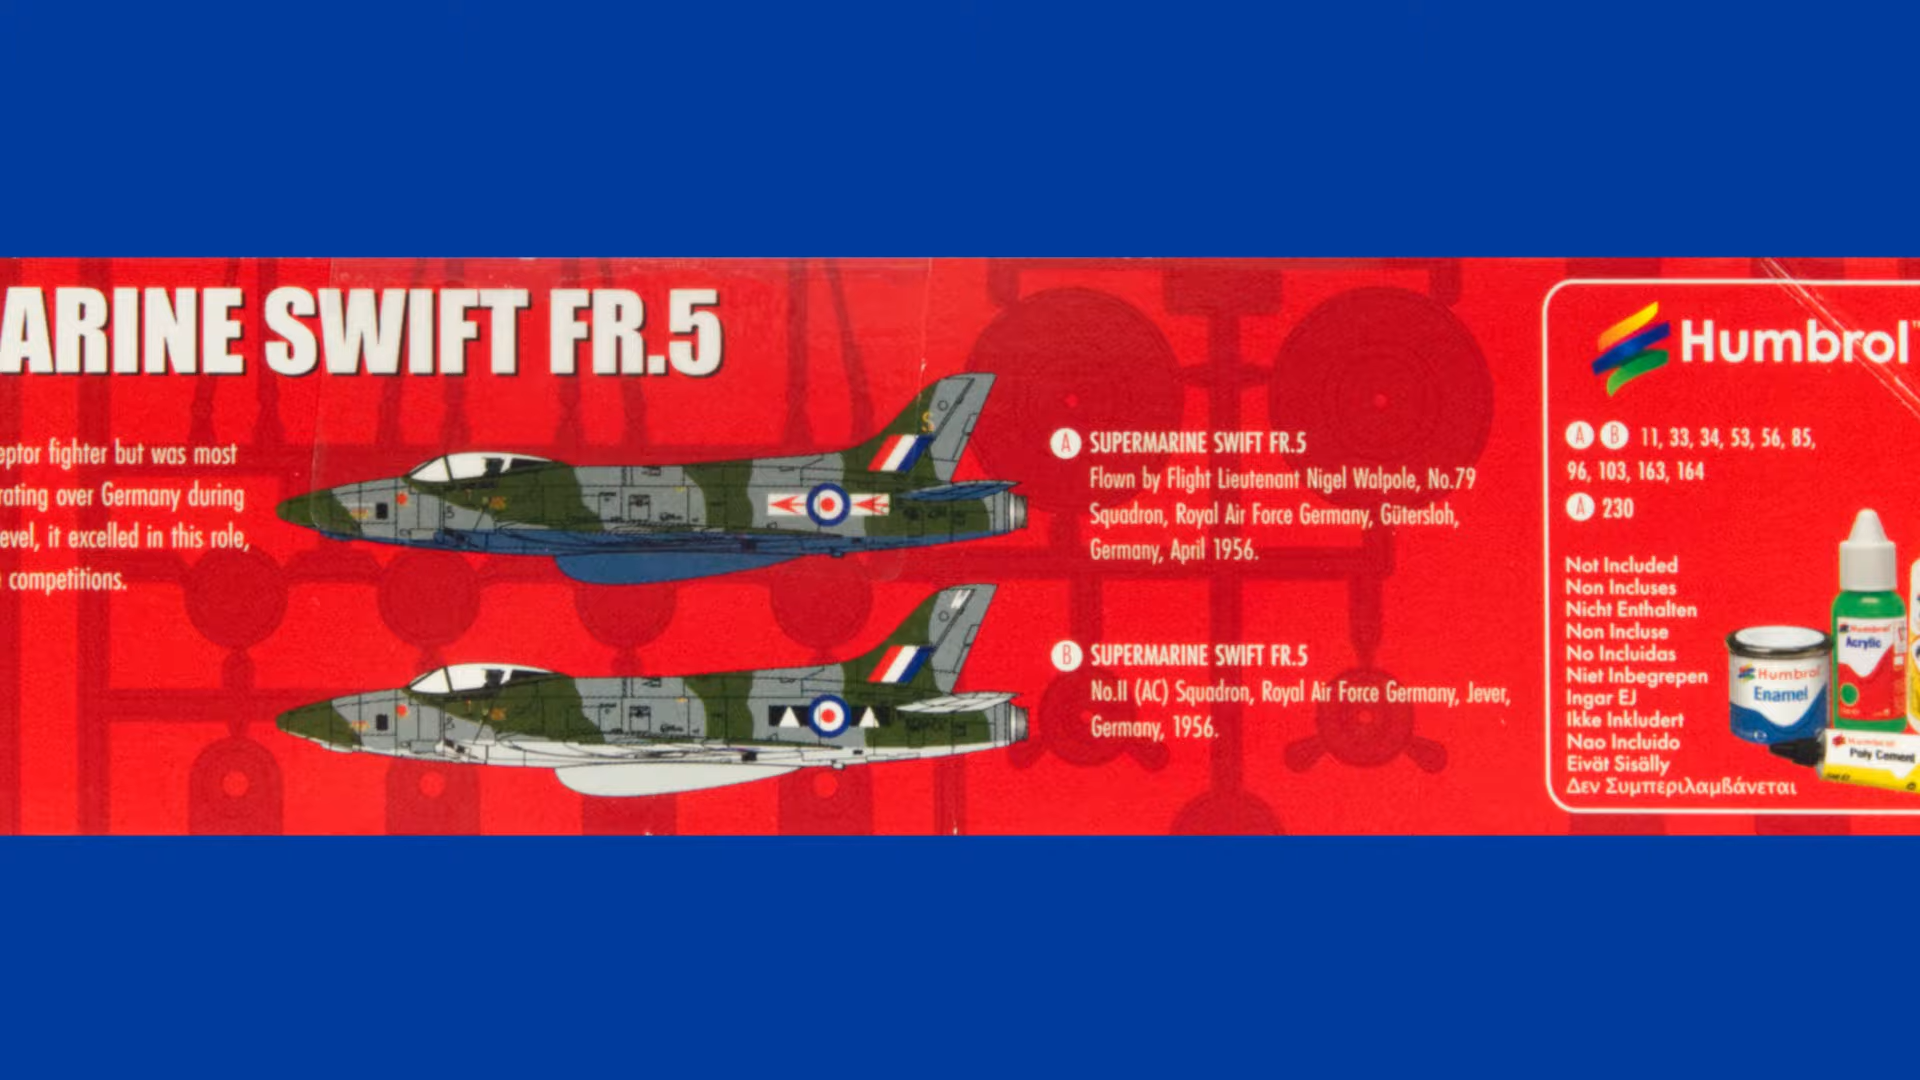 ARINE SWIFT FR.5
eptor fighter but was most
rating over Germany during
evel, it excelled in this role,
competitions.
S
A SUPERMARINE SWIFT FR.5
Flown by Flight Lieutenant Nigel Walpole, No.79
Squadron, Royal Air Force Germany, Gütersloh,
Germany, April 1956.
B SUPERMARINE SWIFT FR.5
No.II (AC) Squadron, Royal Air Force Germany, Jever,
Germany, 1956.
Humbrol™
A B 11, 33, 34, 53, 56, 85,
96, 103, 163, 164
A 230
Not Included
Non Incluses
Nicht Enthalten
Non Incluse
No Incluidas
Niet Inbegrepen
Ingar EJ
Ikke Inkludert
Nao Incluido
Eivät Sisälly
Δεν Συμπεριλαμβάνεται
Humbrol
Enamel
Humbrol
Acrylic
Humbrol
Poly Cement